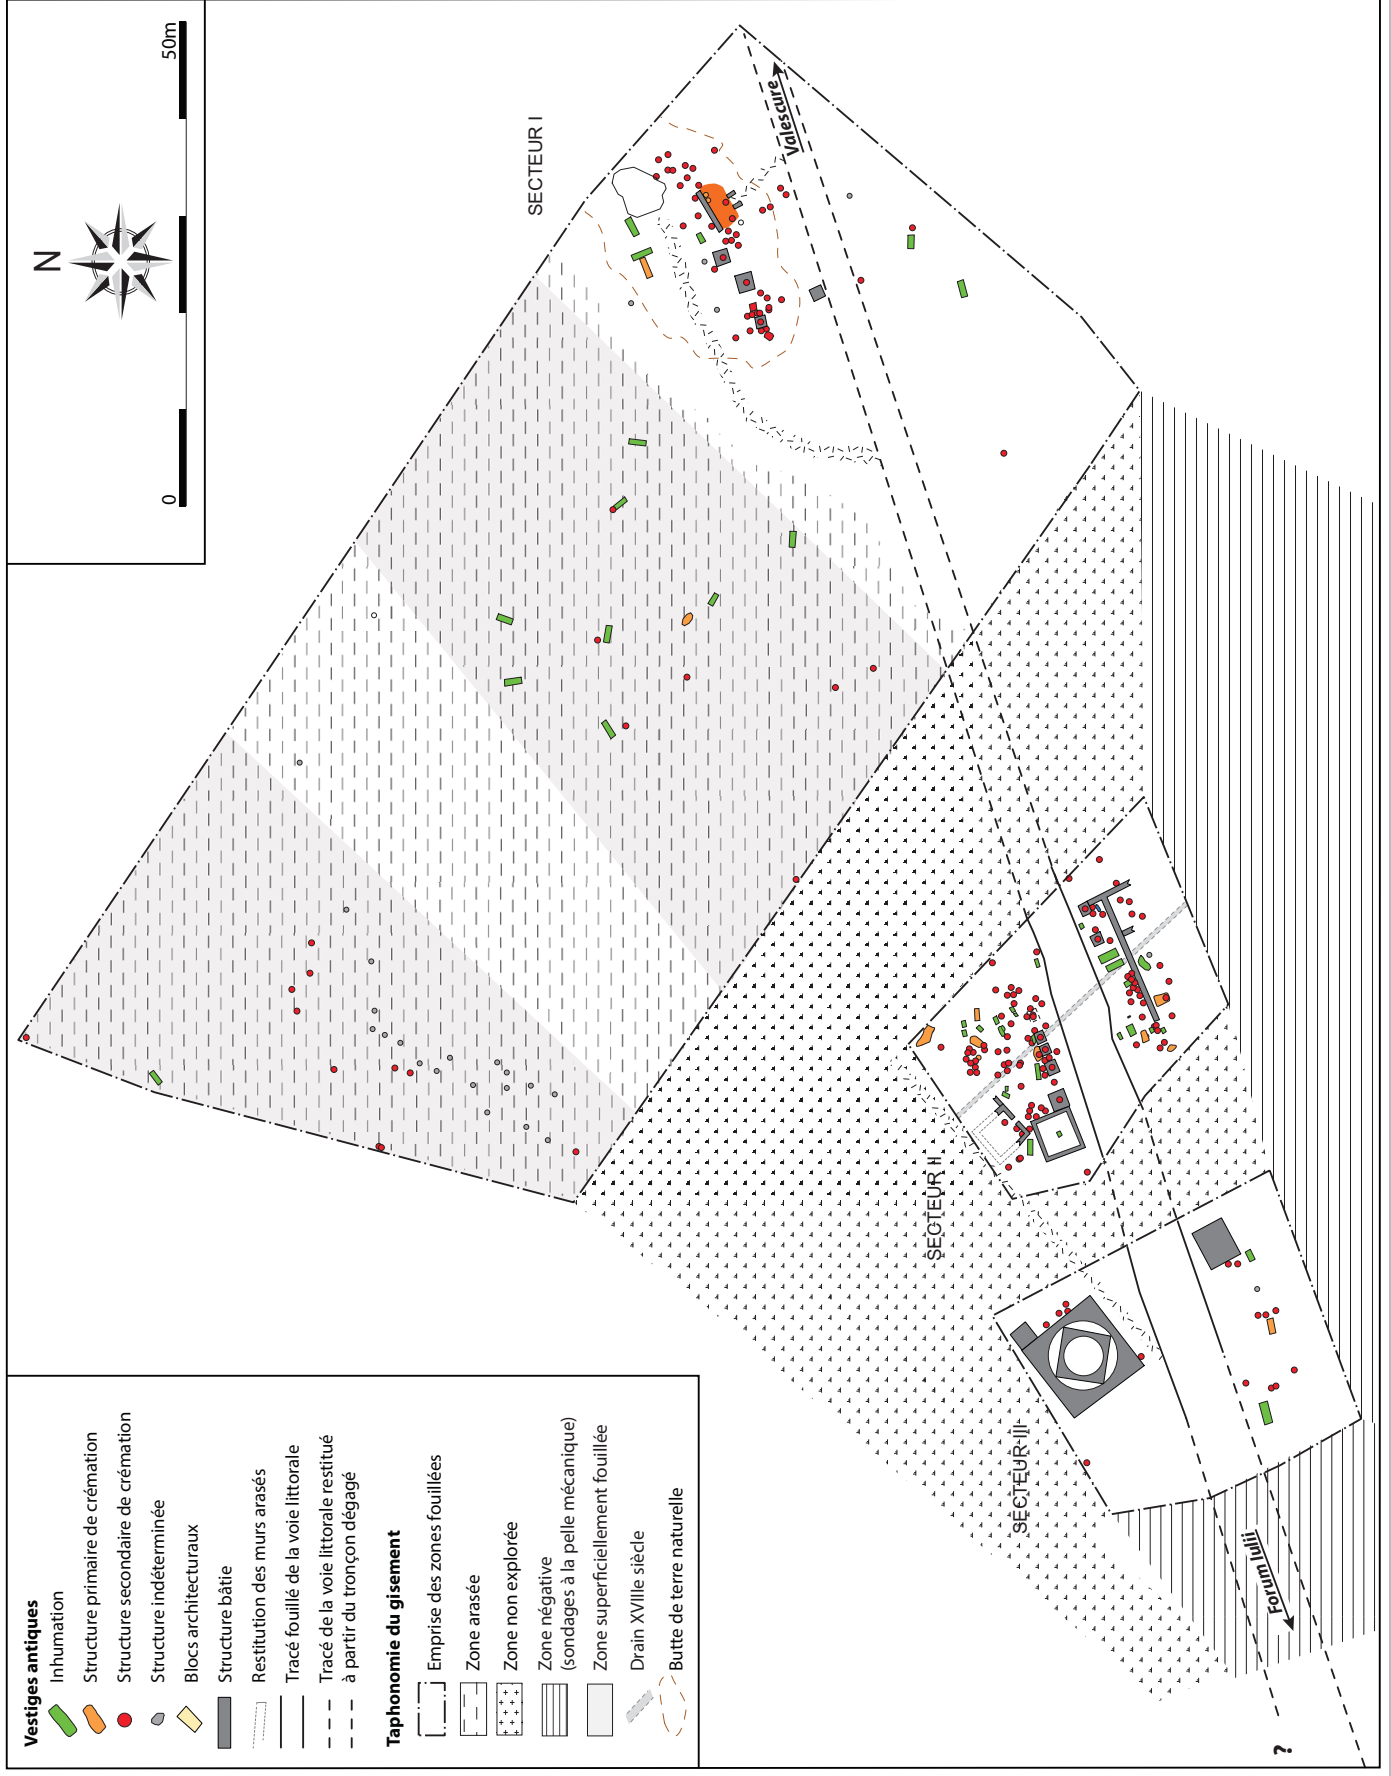 Vestiges antiques
Inhumation
Structure primaire de crémation
Structure secondaire de crémation
Structure indéterminée
Blocs architecturaux
Structure bâtie
Restitution des murs arasés
Tracé fouillé de la voie littorale
Tracé de la voie littorale restitué
à partir du tronçon dégagé
Taphonomie du gisement
Emprise des zones fouillées
Zone arasée
Zone non explorée
Zone négative
(sondages à la pelle mécanique)
Zone superficiellement fouillée
Drain XVIIIe siècle
Butte de terre naturelle
N
0
50m
SECTEUR I
Valescure
SECTEUR II
SECTEUR III
Forum Iulii
?